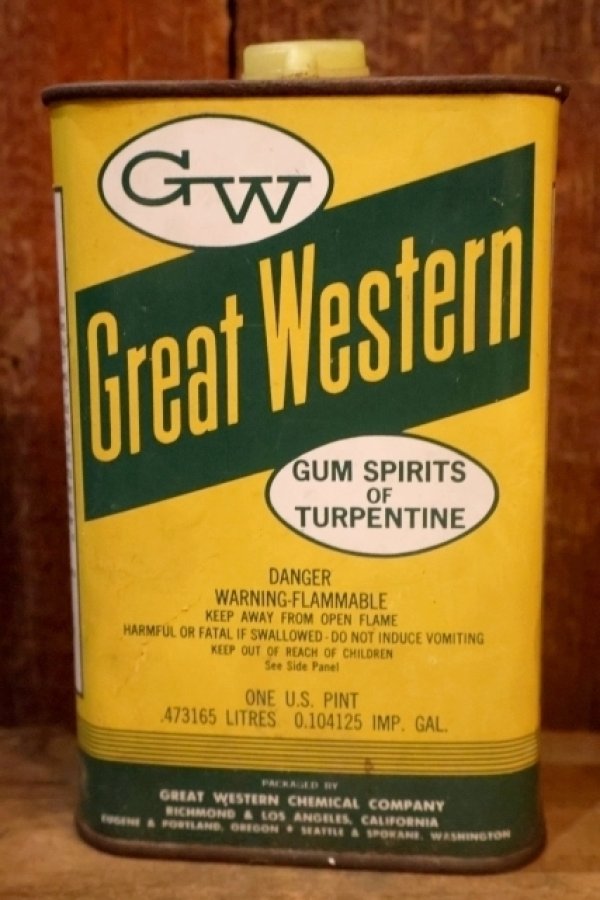 GW
Great Western
GUM SPIRITS
OF
TURPENTINE
DANGER
WARNING-FLAMMABLE
KEEP AWAY FROM OPEN FLAME
HARMFUL OR FATAL IF SWALLOWED - DO NOT INDUCE VOMITING
KEEP OUT OF REACH OF CHILDREN
See Side Panel
ONE U.S. PINT
.473165 LITRES 0.104125 IMP. GAL.
PACKAGED BY
GREAT WESTERN CHEMICAL COMPANY
RICHMOND & LOS ANGELES, CALIFORNIA
EUGENE & PORTLAND, OREGON • SEATTLE & SPOKANE, WASHINGTON